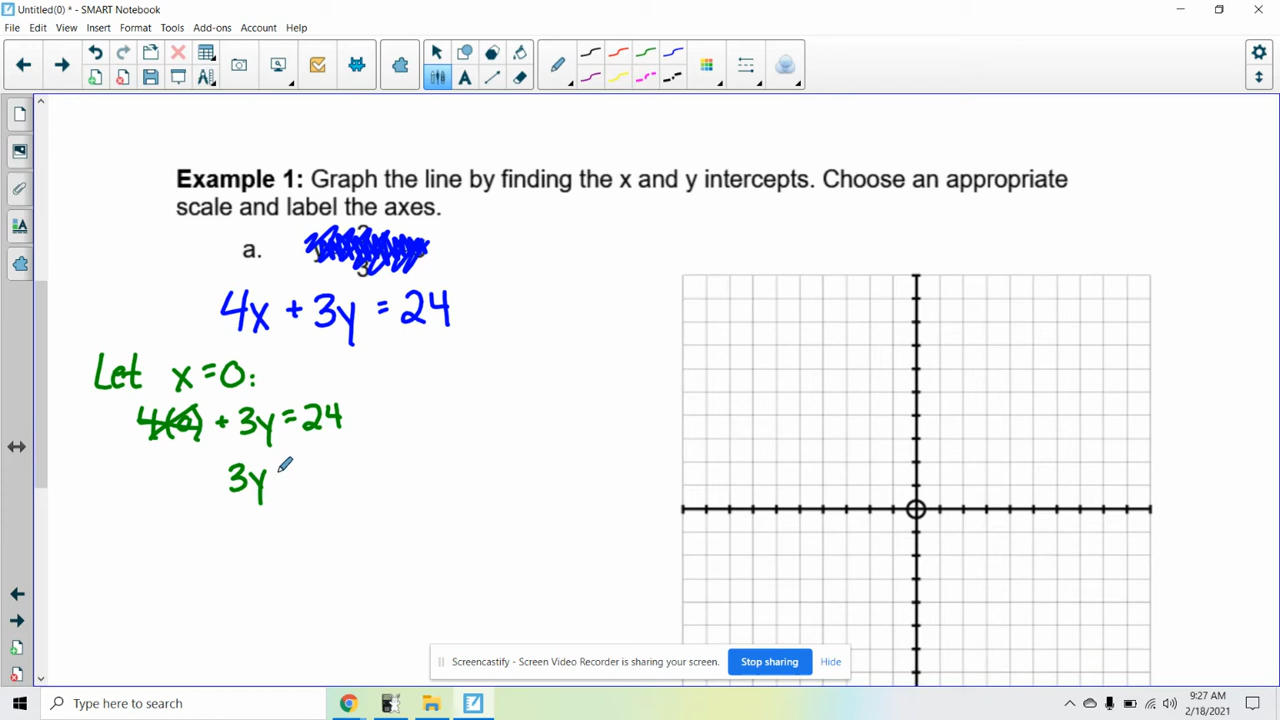 Untitled(0) * - SMART Notebook
File Edit View Insert Format Tools Add-ons Account Help
Example 1: Graph the line by finding the x and y intercepts. Choose an appropriate
scale and label the axes.
a.
4x + 3y = 24
Let x = 0:
4(0) + 3y = 24
3y
Screencastify - Screen Video Recorder is sharing your screen. Stop sharing Hide
Type here to search
9:27 AM
2/18/2021